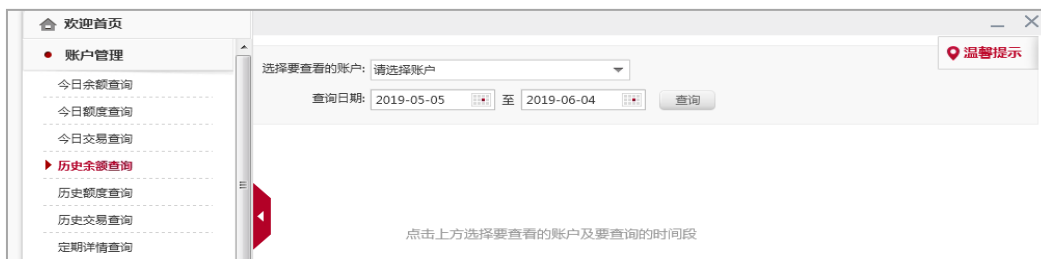 欢迎首页
账户管理
今日余额查询
今日额度查询
今日交易查询
历史余额查询
历史额度查询
历史交易查询
定期详情查询
温馨提示
选择要查看的账户: 请选择账户
查询日期: 2019-05-05 至 2019-06-04 查询
点击上方选择要查看的账户及要查询的时间段